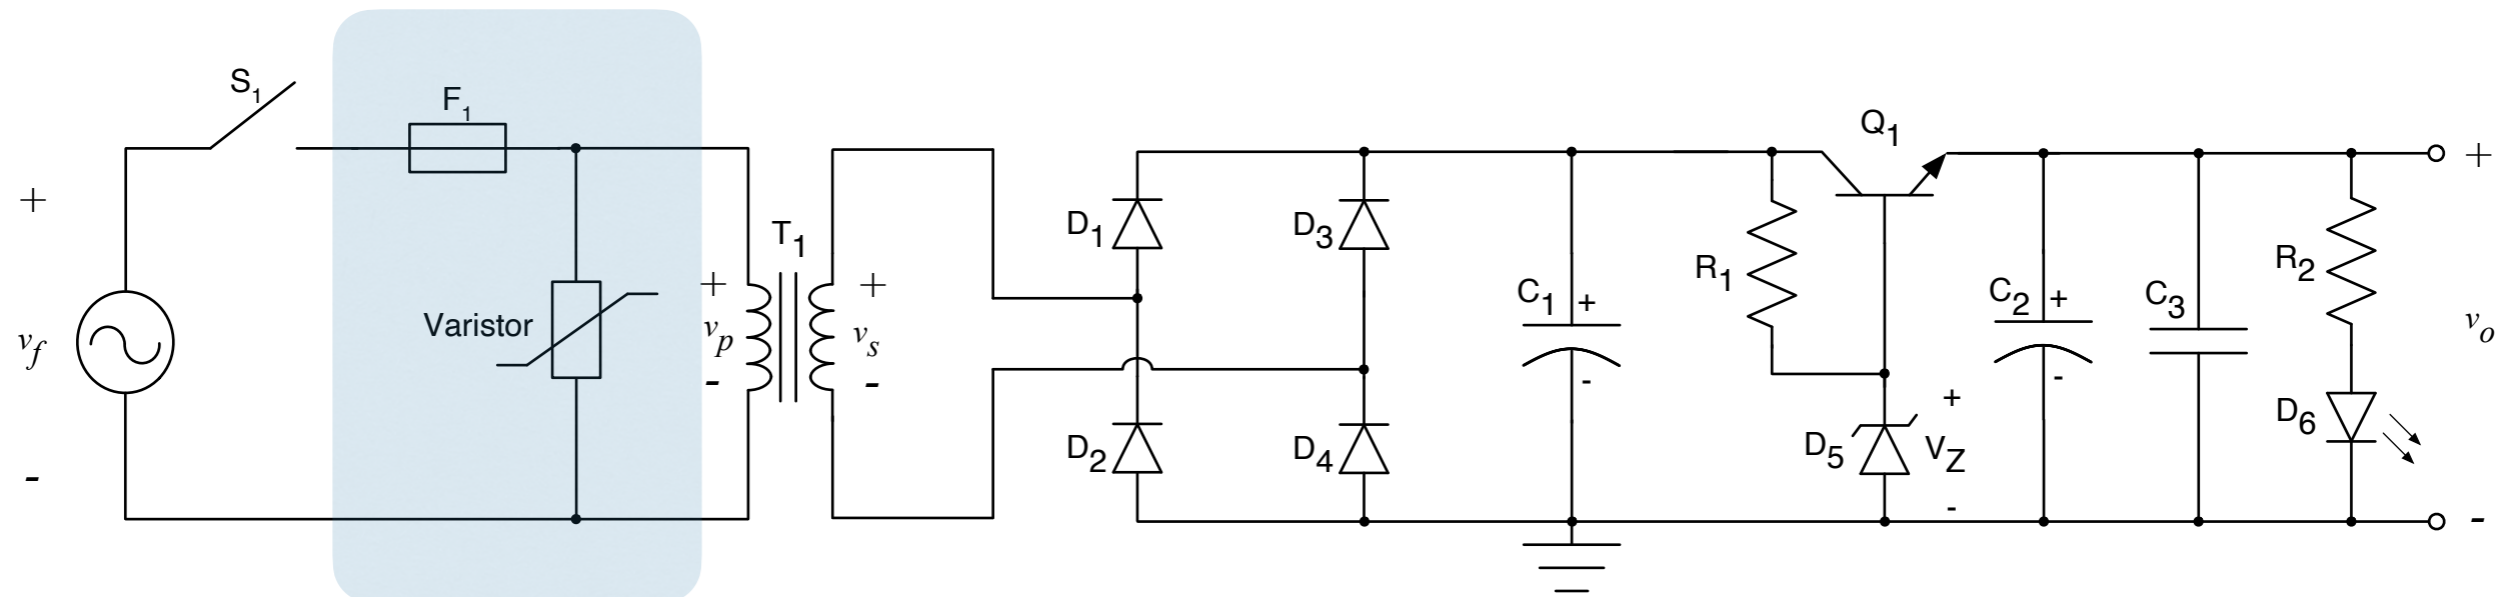 S1
F1
+
vf
-
Varistor
+
vp
-
T1
+
vs
-
D1
D2
D3
D4
C1
+
-
R1
Q1
D5
+
VZ
-
C2
+
-
C3
R2
D6
+
vo
-